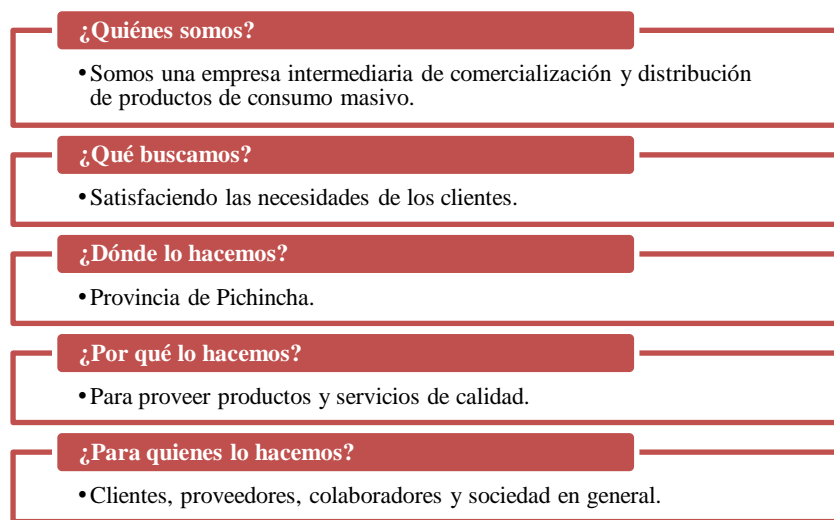 ¿Quiénes somos?
•Somos una empresa intermediaria de comercialización y distribución
de productos de consumo masivo.
¿Qué buscamos?
•Satisfaciendo las necesidades de los clientes.
¿Dónde lo hacemos?
•Provincia de Pichincha.
¿Por qué lo hacemos?
•Para proveer productos y servicios de calidad.
¿Para quienes lo hacemos?
•Clientes, proveedores, colaboradores y sociedad en general.